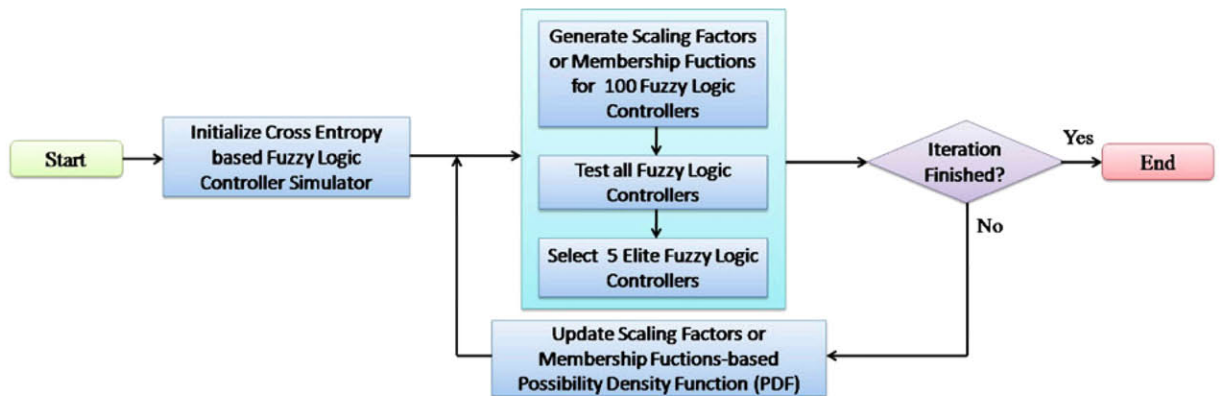 Start
Initialize Cross Entropy
based Fuzzy Logic
Controller Simulator
Generate Scaling Factors
or Membership Fuctions
for 100 Fuzzy Logic
Controllers
Test all Fuzzy Logic
Controllers
Select 5 Elite Fuzzy Logic
Controllers
Iteration
Finished?
Yes
End
No
Update Scaling Factors or
Membership Fuctions-based
Possibility Density Function (PDF)